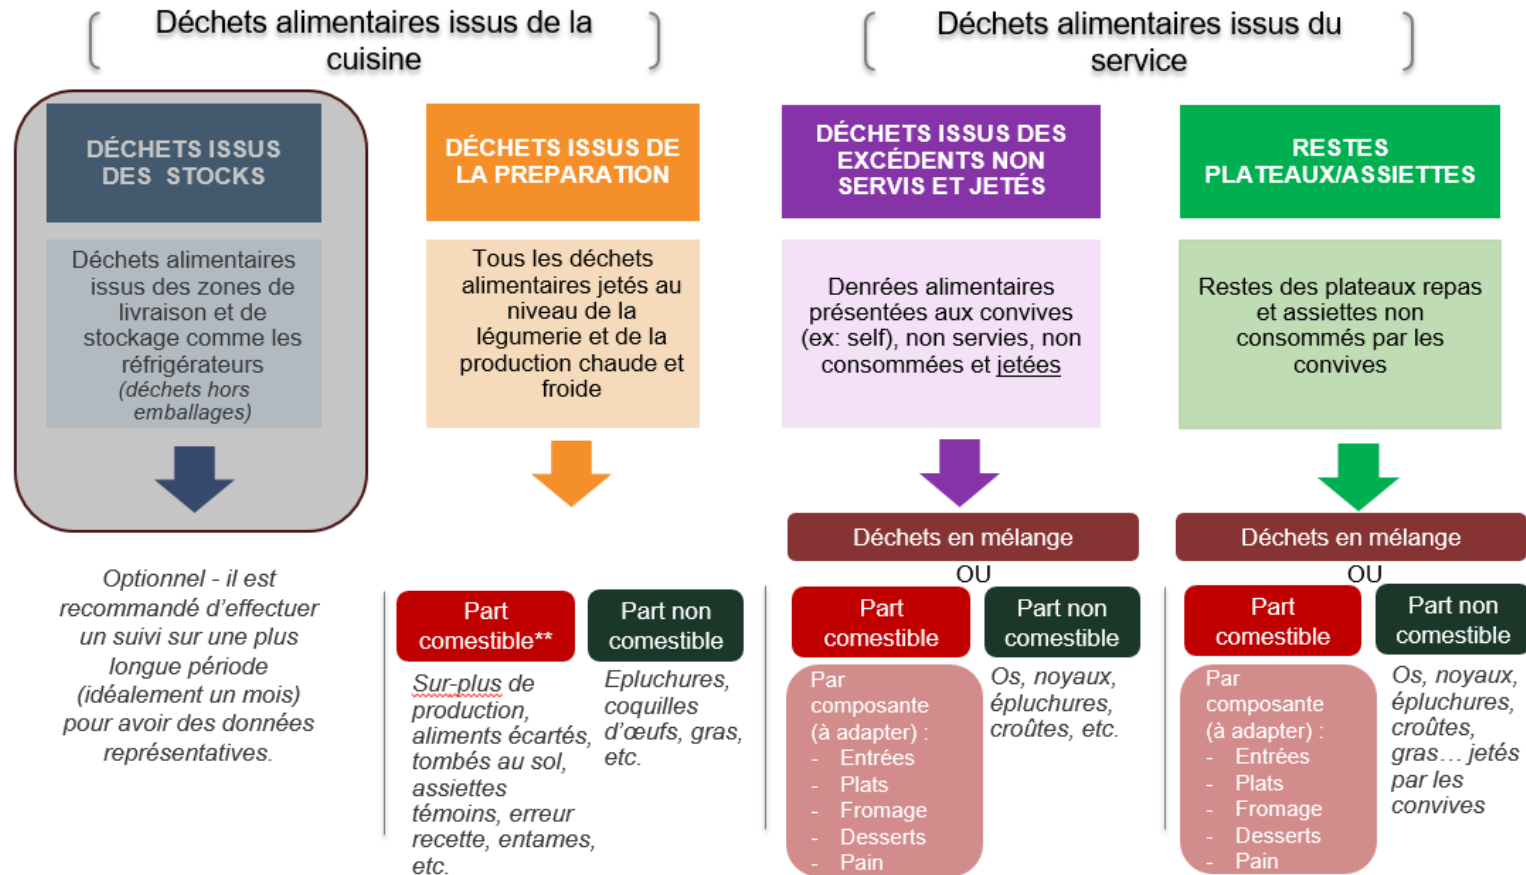 Déchets alimentaires issus de la
cuisine
Déchets alimentaires issus du
service
DÉCHETS ISSUS
DES STOCKS
Déchets alimentaires
issus des zones de
livraison et de
stockage comme les
réfrigérateurs
(déchets hors
emballages)
Optionnel - il est
recommandé d'effectuer
un suivi sur une plus
longue période
(idéalement un mois)
pour avoir des données
représentatives.
DÉCHETS ISSUS DE
LA PREPARATION
Tous les déchets
alimentaires jetés au
niveau de la
légumerie et de la
production chaude et
froide
Part
comestible**
Sur-plus de
production,
aliments écartés,
tombés au sol,
assiettes
témoins, erreur
recette, entames,
etc.
Part non
comestible
Epluchures,
coquilles
d'œufs, gras,
etc.
DÉCHETS ISSUS DES
EXCÉDENTS NON
SERVIS ET JETÉS
Denrées alimentaires
présentées aux convives
(ex: self), non servies, non
consommées et jetées
Déchets en mélange
OU
Part
comestible
Par
composante
(à adapter) :
- Entrées
- Plats
- Fromage
- Desserts
- Pain
Part non
comestible
Os, noyaux,
épluchures,
croûtes, etc.
RESTES
PLATEAUX/ASSIETTES
Restes des plateaux repas
et assiettes non
consommés par les
convives
Déchets en mélange
OU
Part
comestible
Par
composante
(à adapter) :
- Entrées
- Plats
- Fromage
- Desserts
- Pain
Part non
comestible
Os, noyaux,
épluchures,
croûtes,
gras… jetés
par les
convives